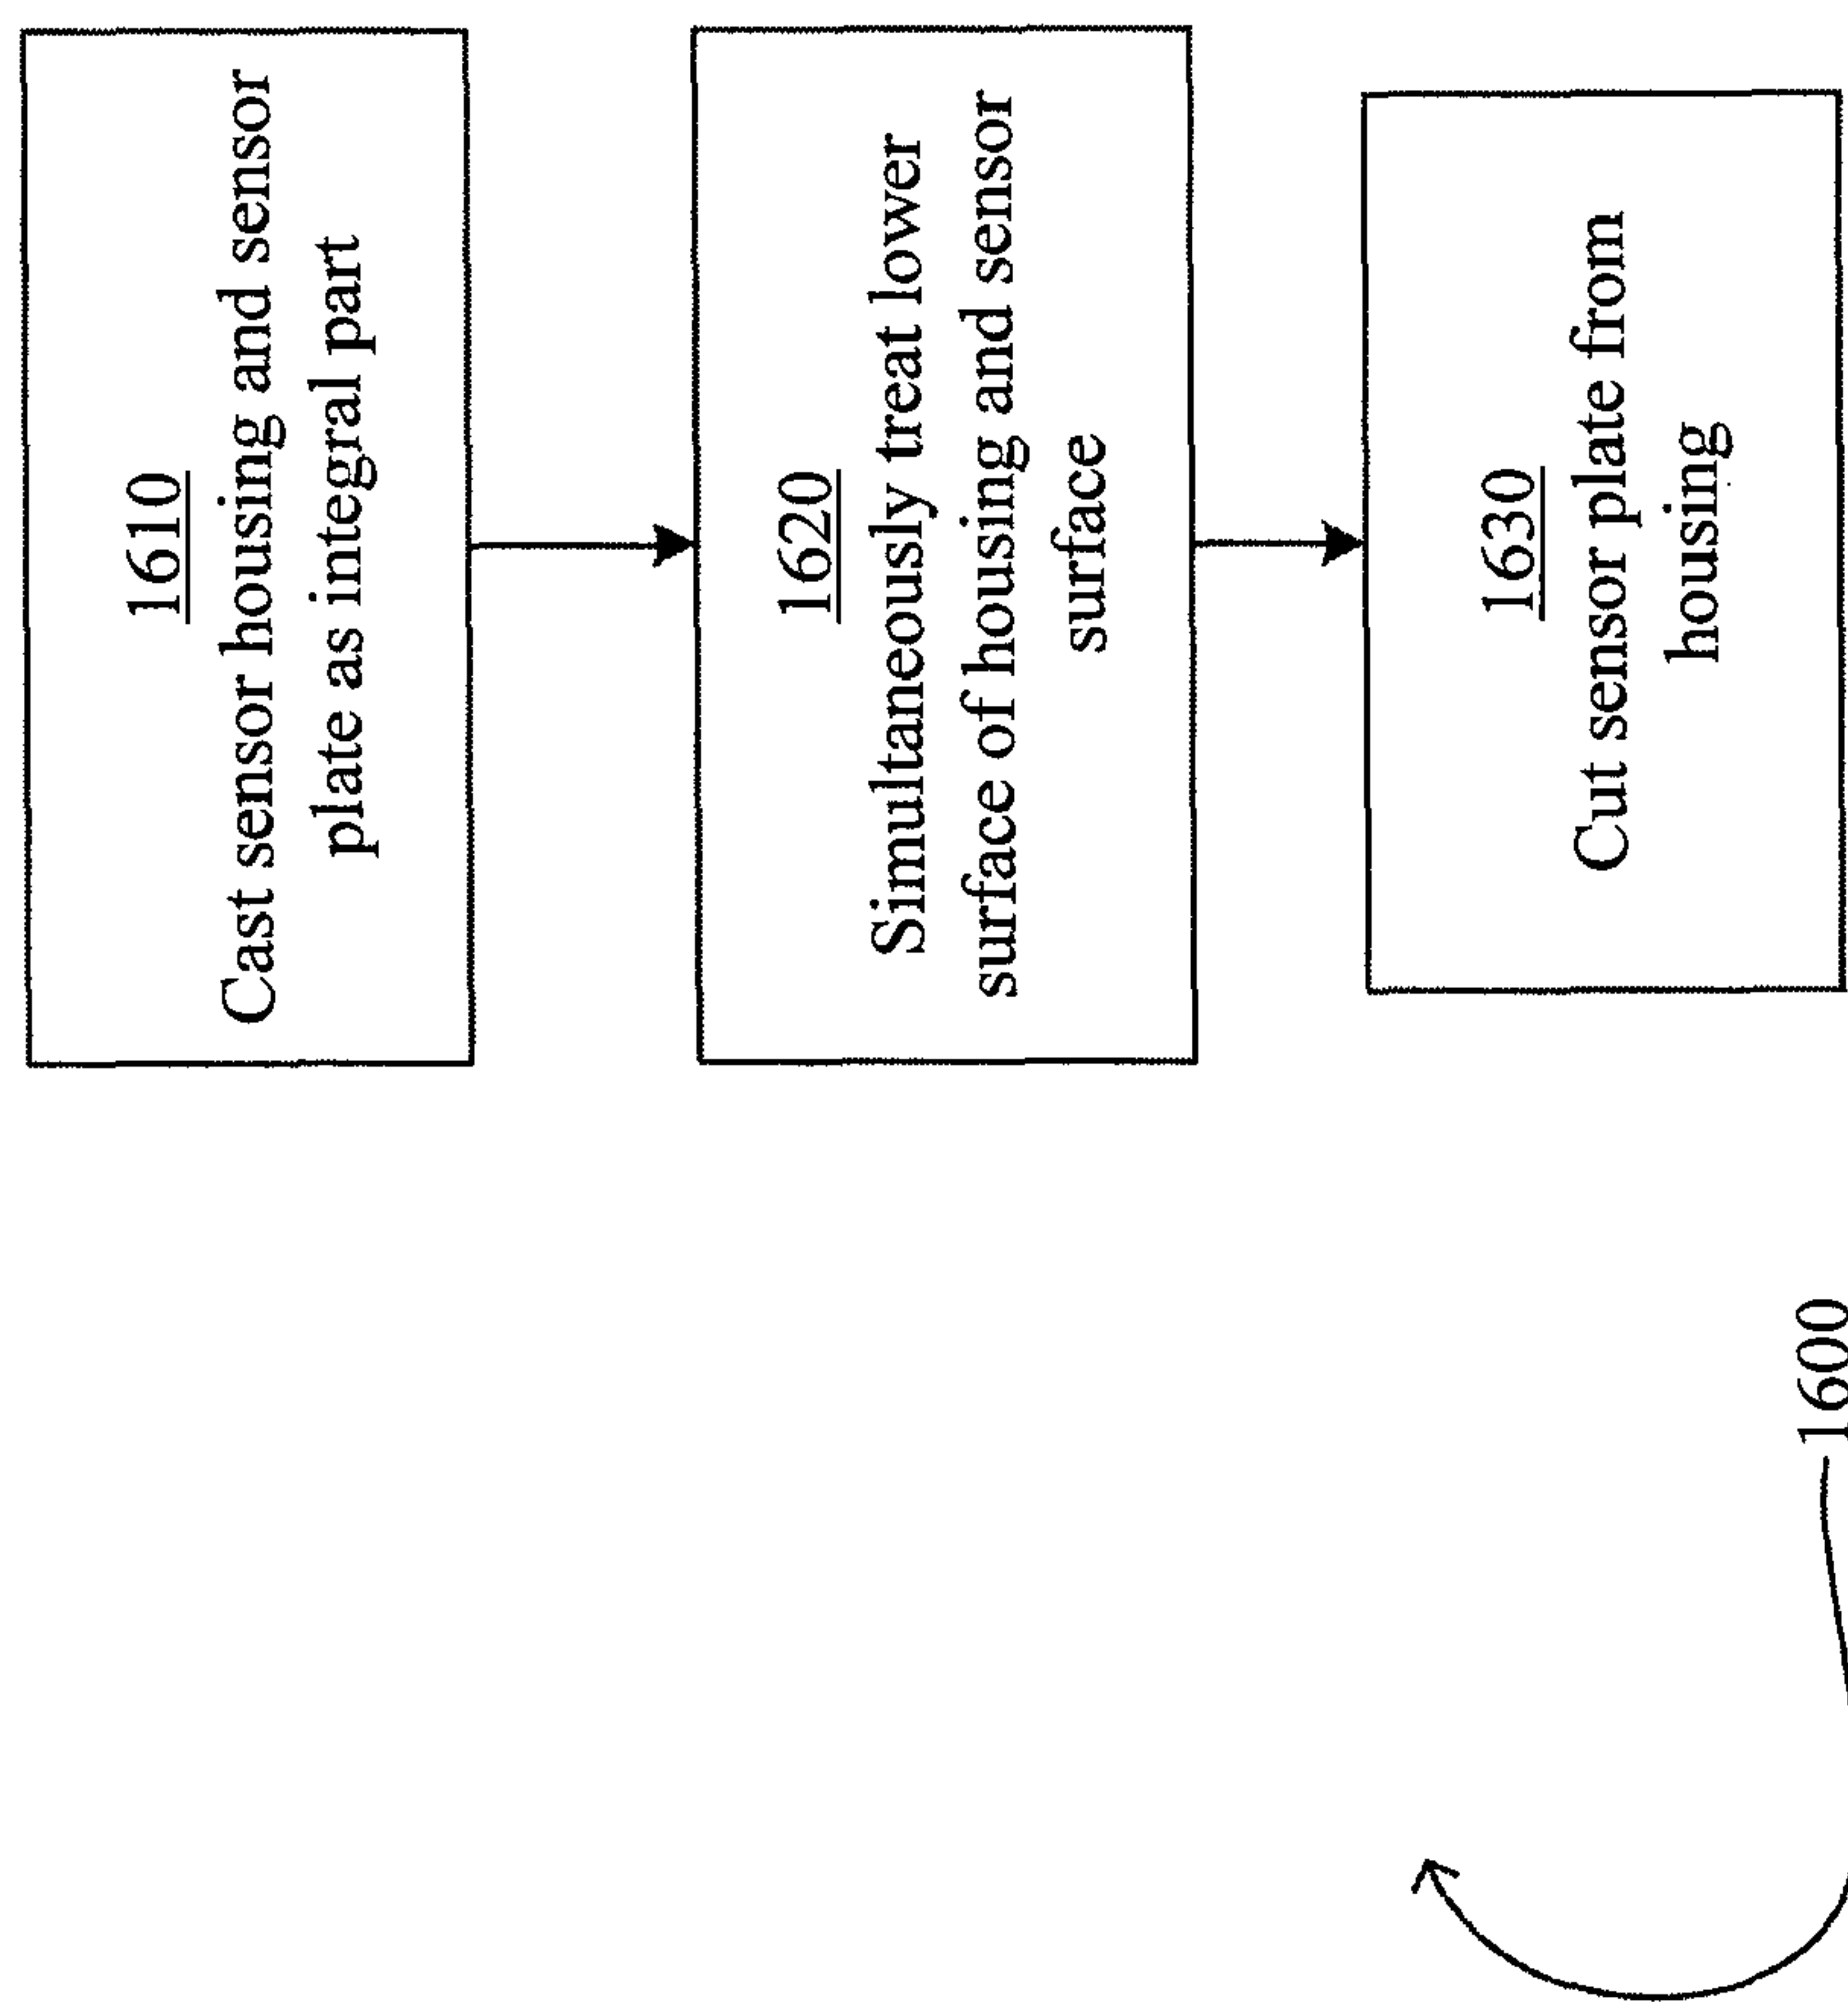 1610
Cast sensor housing and sensor
plate as integral part
1620
Simultaneously treat lower
surface of housing and sensor
surface
1630
Cut sensor plate from
housing
1600